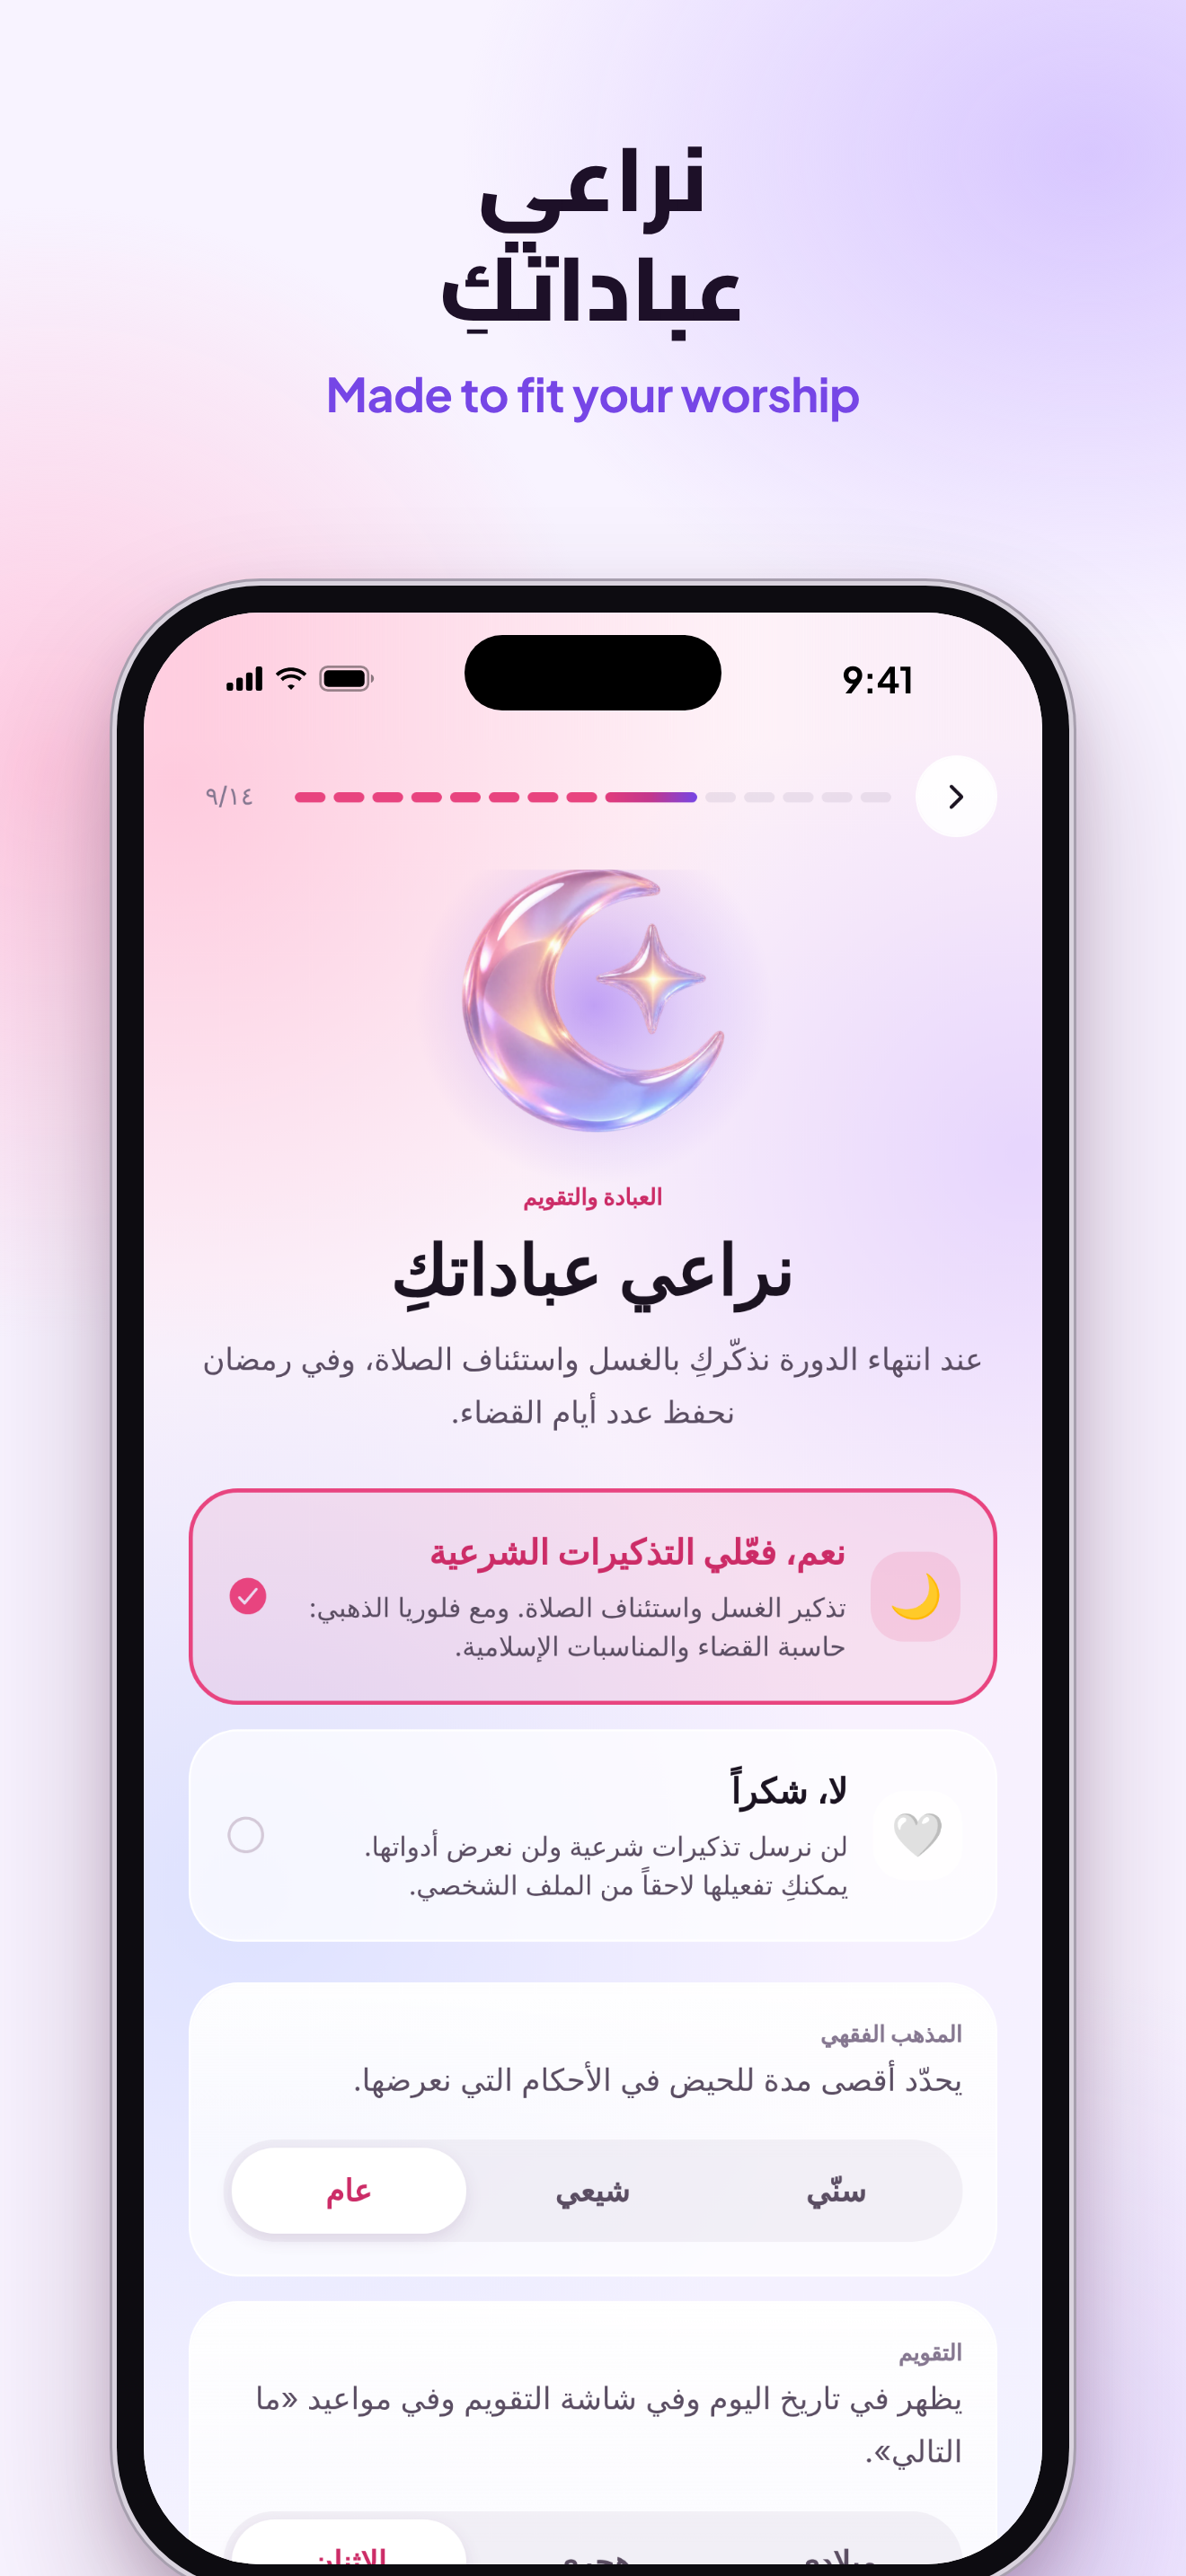 نراعي
عباداتكِ
Made to fit your worship
9:41
٩/١٤
العبادة والتقويم
نراعي عباداتكِ
عند انتهاء الدورة نذكّركِ بالغسل واستئناف الصلاة، وفي رمضان
نحفظ عدد أيام القضاء.
نعم، فعّلي التذكيرات الشرعية
تذكير الغسل واستئناف الصلاة. ومع فلوريا الذهبي:
حاسبة القضاء والمناسبات الإسلامية.
لا، شكراً
لن نرسل تذكيرات شرعية ولن نعرض أدواتها.
يمكنكِ تفعيلها لاحقاً من الملف الشخصي.
المذهب الفقهي
يحدّد أقصى مدة للحيض في الأحكام التي نعرضها.
سنّي شيعي عام
التقويم
يظهر في تاريخ اليوم وفي شاشة التقويم وفي مواعيد «ما
التالي».
ميلادي هجري الاثنان